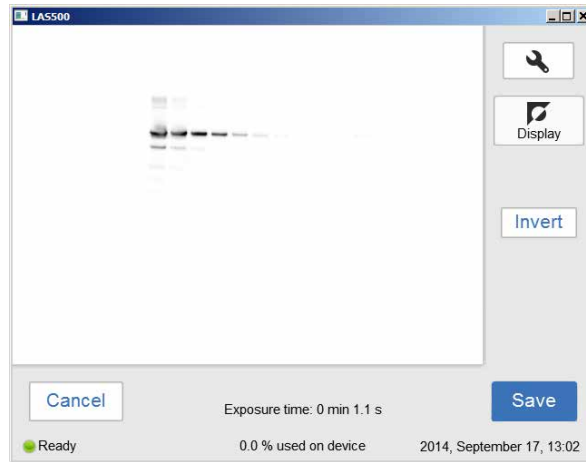 LAS500
Display
Invert
Cancel
Exposure time: 0 min 1.1 s
Save
Ready
0.0 % used on device
2014, September 17, 13:02